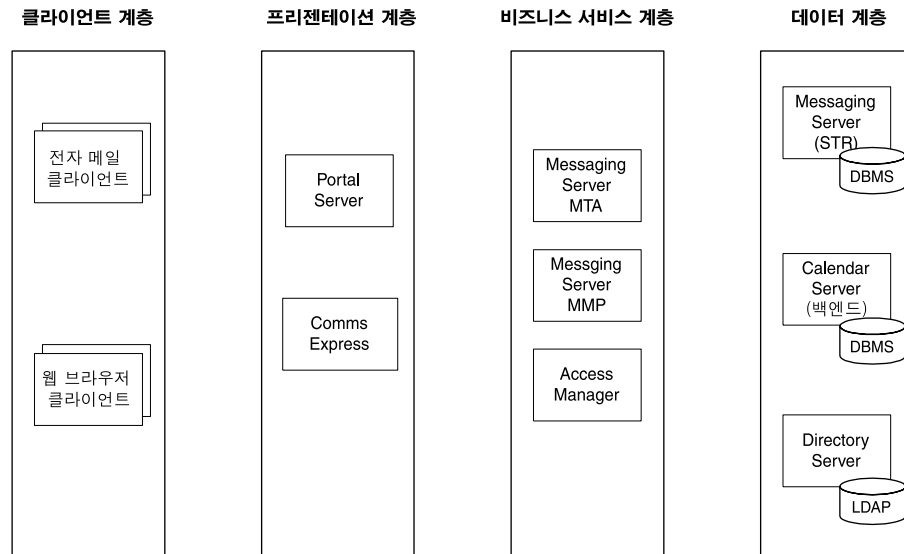 클라이언트 계층
프리젠테이션 계층
비즈니스 서비스 계층
데이터 계층
전자 메일
클라이언트
웹 브라우저
클라이언트
Portal
Server
Comms
Express
Messaging
Server
MTA
Messging
Server
MMP
Access
Manager
Messaging
Server
(STR)
DBMS
Calendar
Server
(백엔드)
DBMS
Directory
Server
LDAP